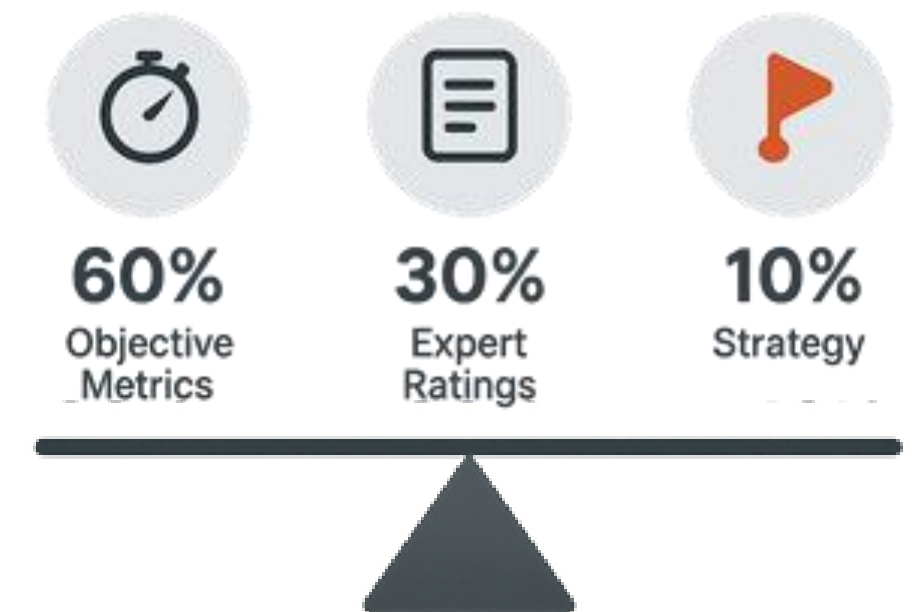 60%
Objective
Metrics
30%
Expert
Ratings
10%
Strategy